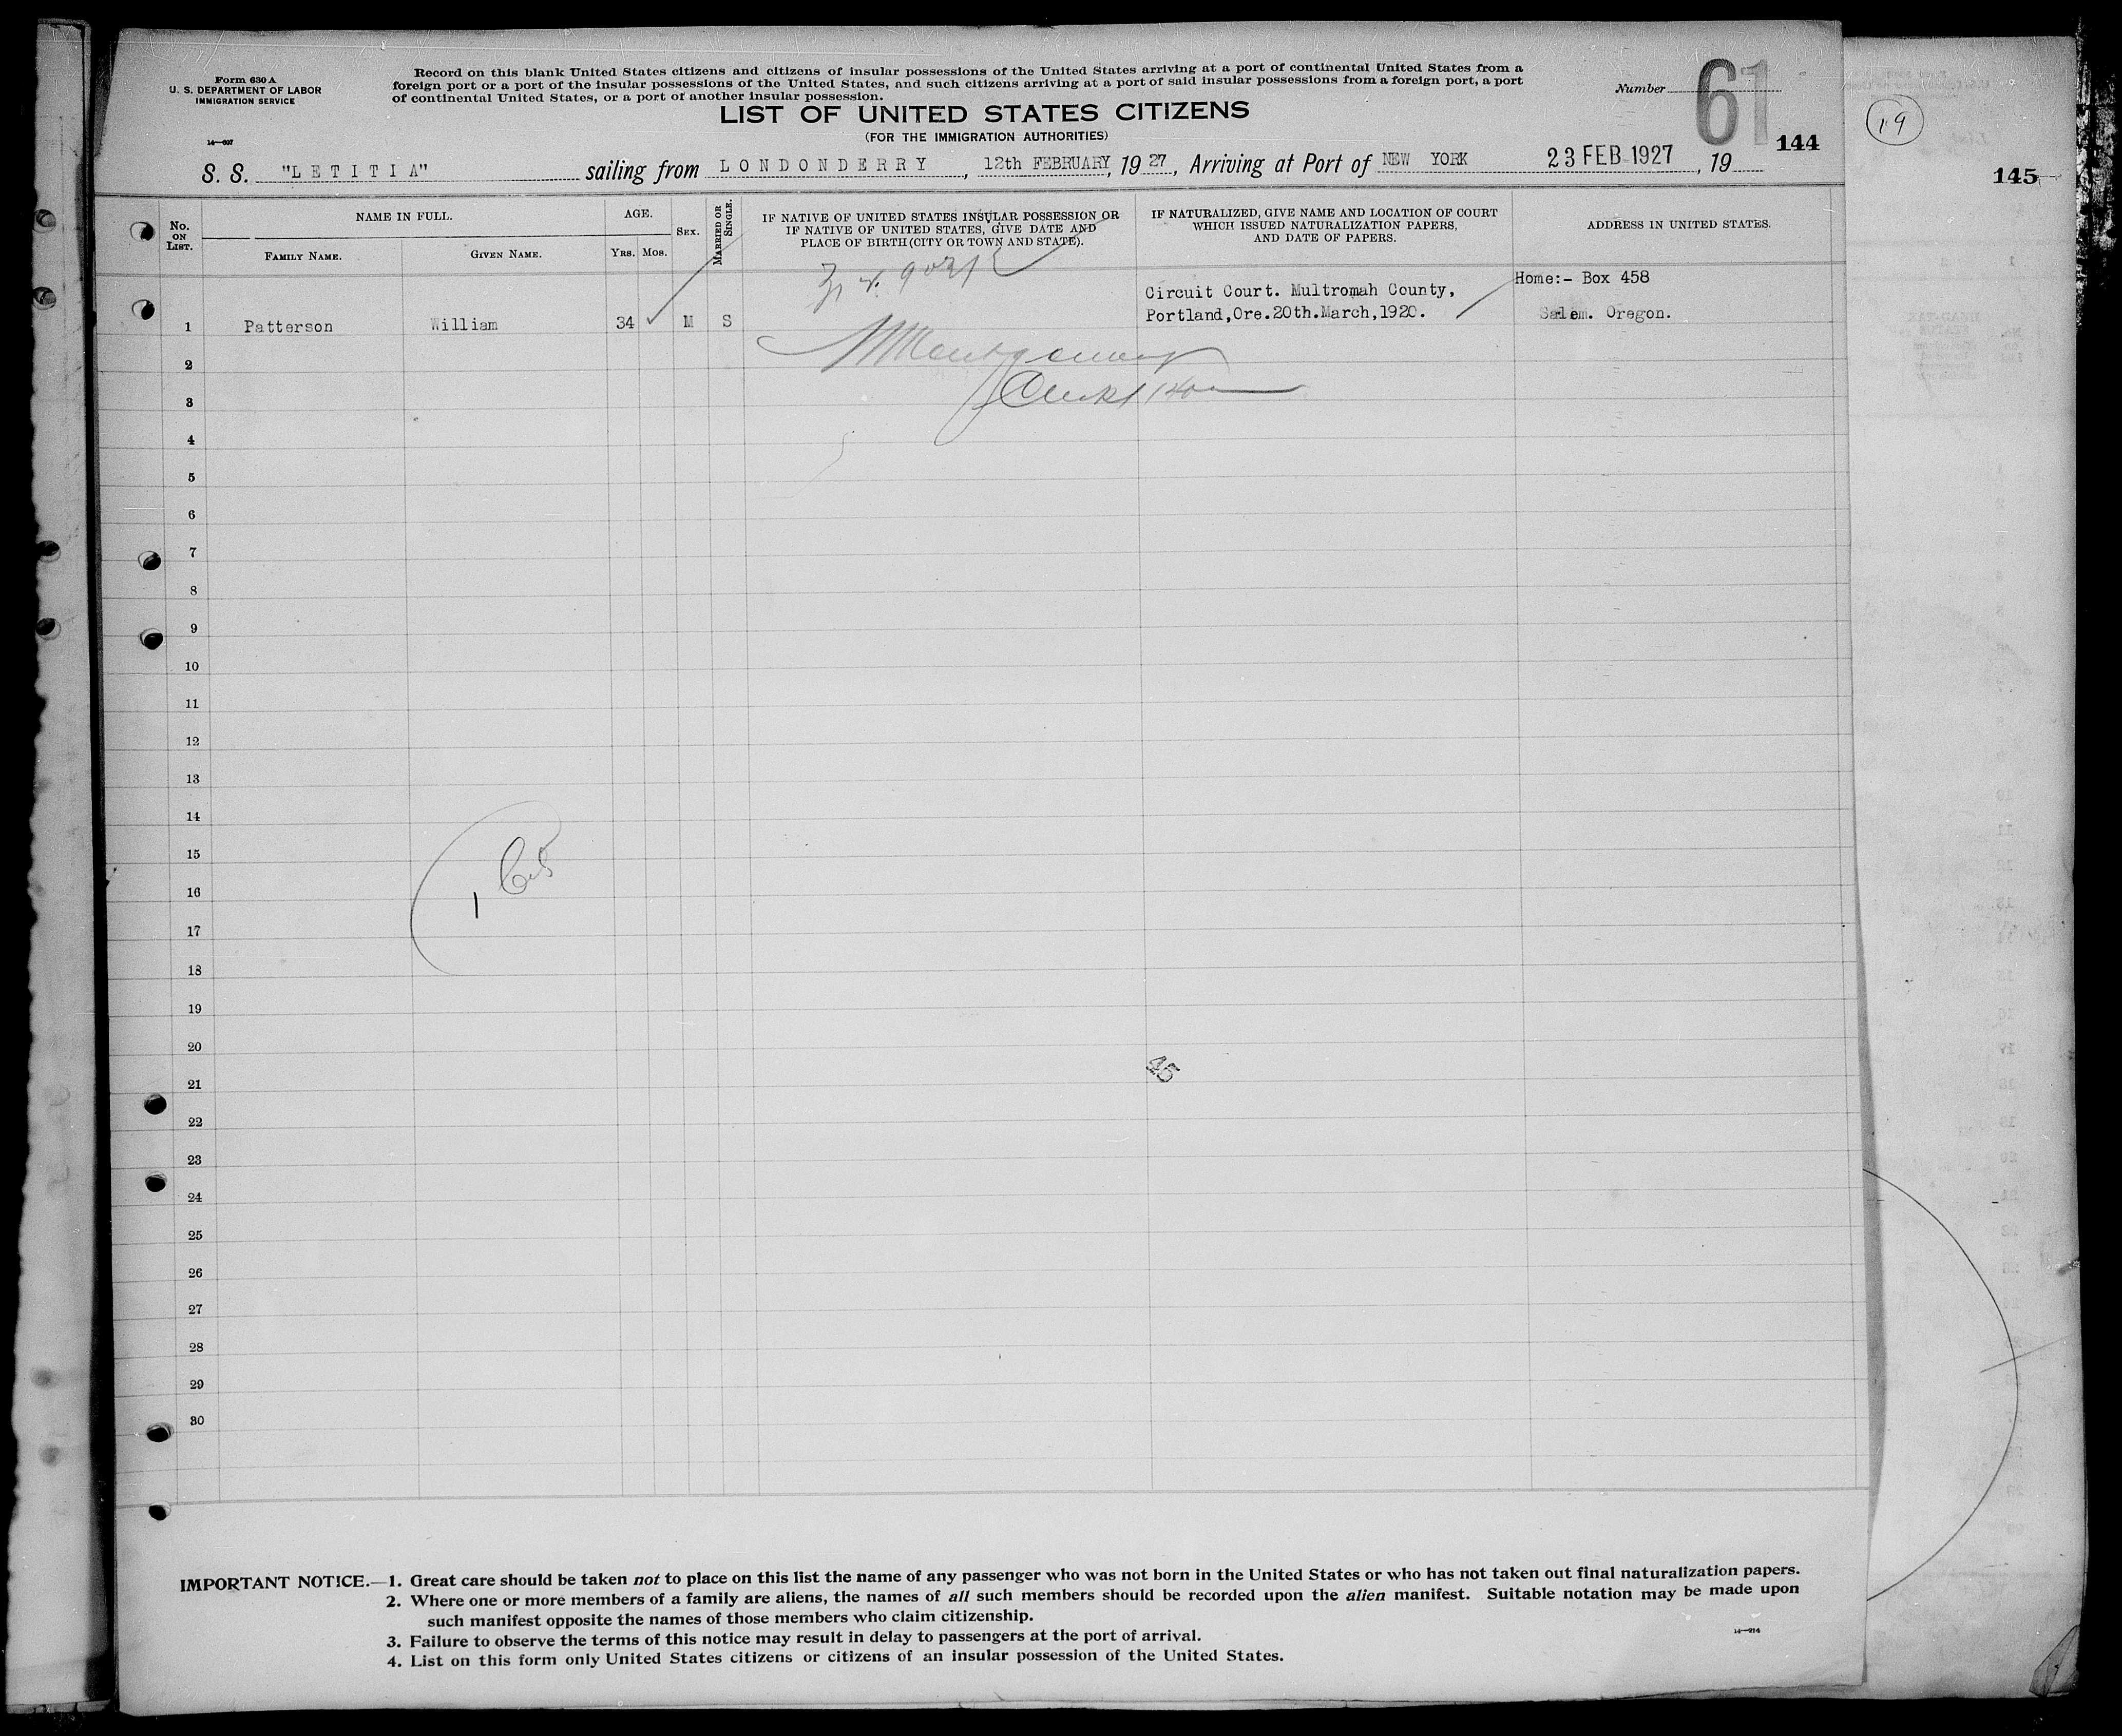 Form 630 A
U. S. DEPARTMENT OF LABOR
IMMIGRATION SERVICE
14—607
Record on this blank United States citizens and citizens of insular possessions of the United States arriving at a port of continental United States from a
foreign port or a port of the insular possessions of the United States, and such citizens arriving at a port of said insular possessions from a foreign port, a port
of continental United States, or a port of another insular possession.
Number 61
144
LIST OF UNITED STATES CITIZENS
(FOR THE IMMIGRATION AUTHORITIES)
S. S. "LETITIA" sailing from LONDONDERRY, 12th FEBRUARY, 1927, Arriving at Port of NEW YORK 23 FEB 1927, 19
19
145
No. ON LIST.
NAME IN FULL.
FAMILY NAME.
GIVEN NAME.
AGE.
YRS. MOS.
SEX.
MARRIED OR SINGLE.
IF NATIVE OF UNITED STATES INSULAR POSSESSION OR
IF NATIVE OF UNITED STATES, GIVE DATE AND
PLACE OF BIRTH (CITY OR TOWN AND STATE).
IF NATURALIZED, GIVE NAME AND LOCATION OF COURT
WHICH ISSUED NATURALIZATION PAPERS,
AND DATE OF PAPERS.
ADDRESS IN UNITED STATES.
1 Patterson William 34 M S
Circuit Court. Multromah County,
Portland,Ore.20th.March,1920.
Home:- Box 458
Salem. Oregon.
2
3
4
5
6
7
8
9
10
11
12
13
14
15
16
17
18
19
20
21
22
23
24
25
26
27
28
29
30
45
IMPORTANT NOTICE.—1. Great care should be taken not to place on this list the name of any passenger who was not born in the United States or who has not taken out final naturalization papers.
2. Where one or more members of a family are aliens, the names of all such members should be recorded upon the alien manifest. Suitable notation may be made upon
such manifest opposite the names of those members who claim citizenship.
3. Failure to observe the terms of this notice may result in delay to passengers at the port of arrival.
4. List on this form only United States citizens or citizens of an insular possession of the United States.
14—214